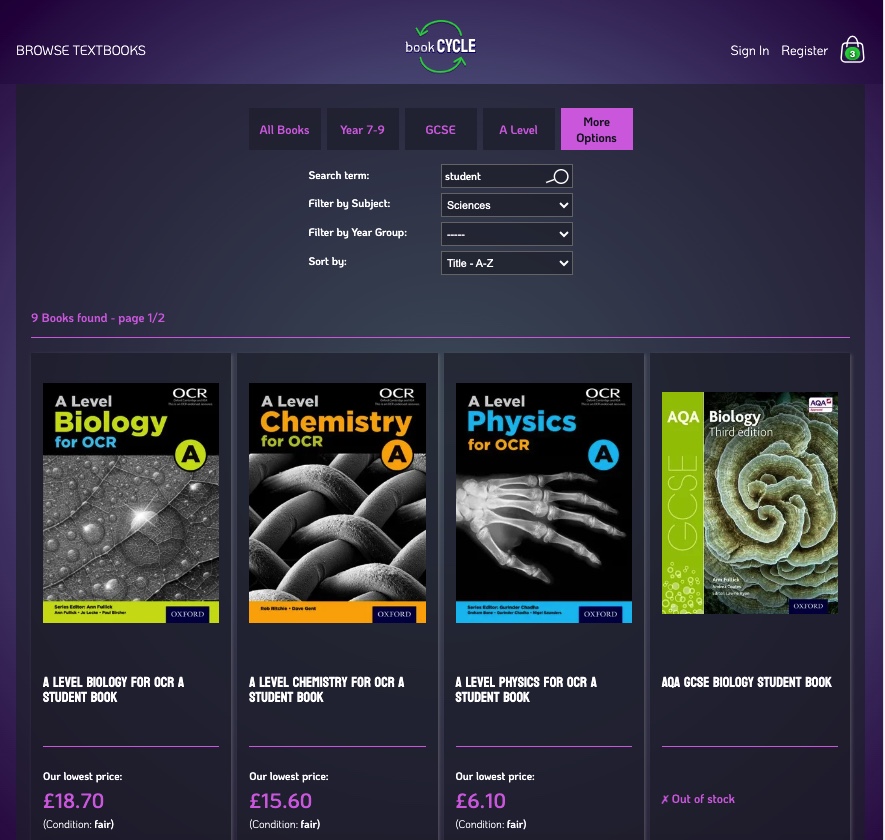 BROWSE TEXTBOOKS
bookCYCLE
Sign In Register 3
All Books
Year 7-9
GCSE
A Level
More
Options
Search term: student
Filter by Subject: Sciences
Filter by Year Group: -----
Sort by: Title - A-Z
9 Books found - page 1/2
A Level
OCR
Biology
for OCR
A
Series Editor: Ann Fullick
Ann Fullick • Jo Locke • Paul Bircher
OXFORD
A Level
OCR
Chemistry
for OCR
A
Rob Ritchie • Dave Gent
OXFORD
A Level
OCR
Physics
for OCR
A
Series Editor: Gurinder Chadha
Graham Bone • Gurinder Chadha • Nigel Saunders
OXFORD
AQA
Biology
Third edition
AQA
GCSE
Ann Fullick
OXFORD
A LEVEL BIOLOGY FOR OCR A
STUDENT BOOK
A LEVEL CHEMISTRY FOR OCR A
STUDENT BOOK
A LEVEL PHYSICS FOR OCR A
STUDENT BOOK
AQA GCSE BIOLOGY STUDENT BOOK
Our lowest price:
£18.70
(Condition: fair)
Our lowest price:
£15.60
(Condition: fair)
Our lowest price:
£6.10
(Condition: fair)
✗ Out of stock